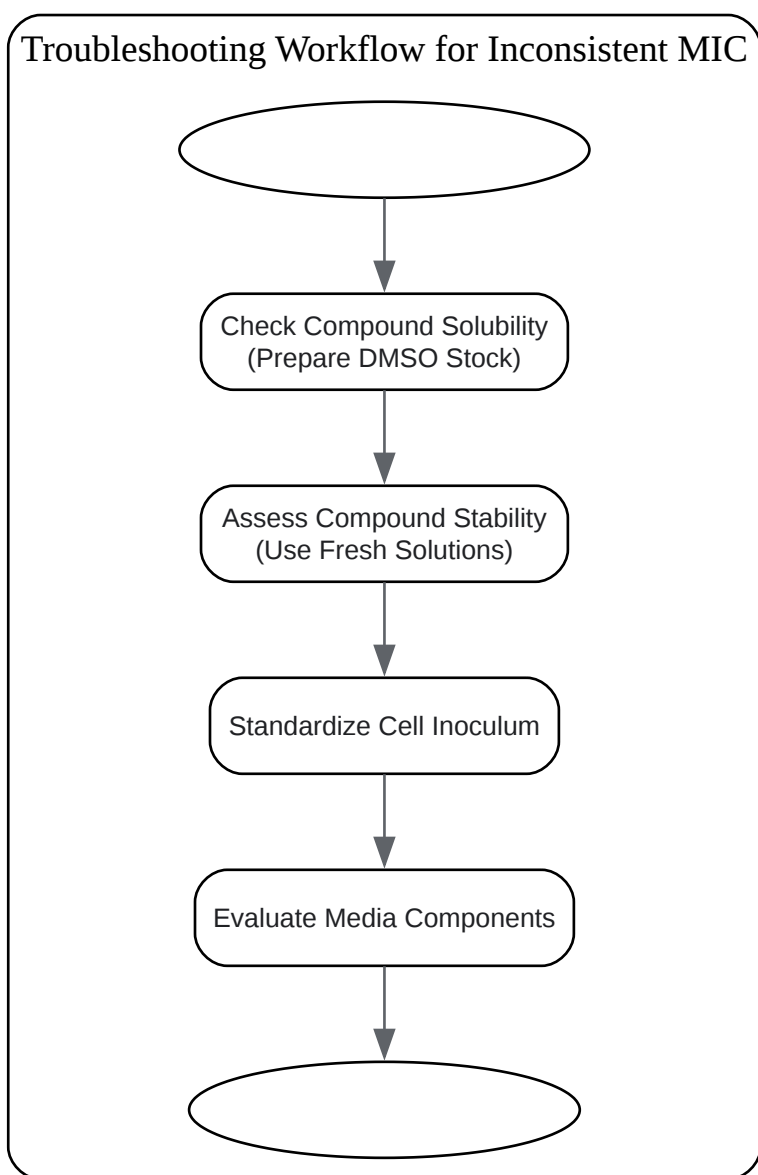 Troubleshooting Workflow for Inconsistent MIC
Check Compound Solubility
(Prepare DMSO Stock)
Assess Compound Stability
(Use Fresh Solutions)
Standardize Cell Inoculum
Evaluate Media Components